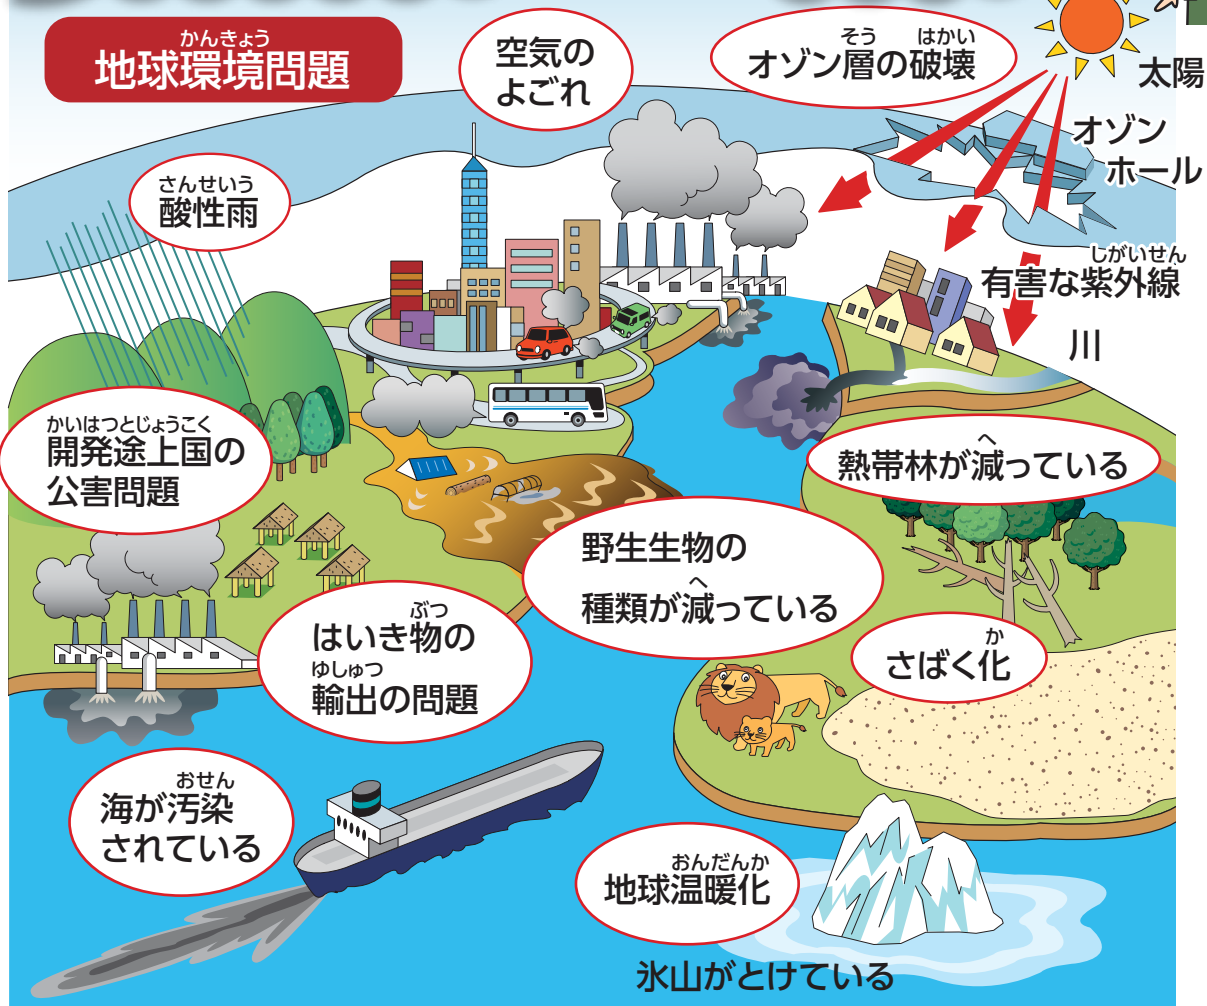 かんきょう
地球環境問題
空気の
よごれ
そう はかい
オゾン層の破壊
太陽
オゾン
ホール
さんせいう
酸性雨
しがいせん
有害な紫外線
川
かいはつとじょうこく
開発途上国の
公害問題
へ
熱帯林が減っている
野生生物の
へ
種類が減っている
ぶつ
はいき物の
ゆしゅつ
輸出の問題
か
さばく化
おせん
海が汚染
されている
おんだんか
地球温暖化
氷山がとけている